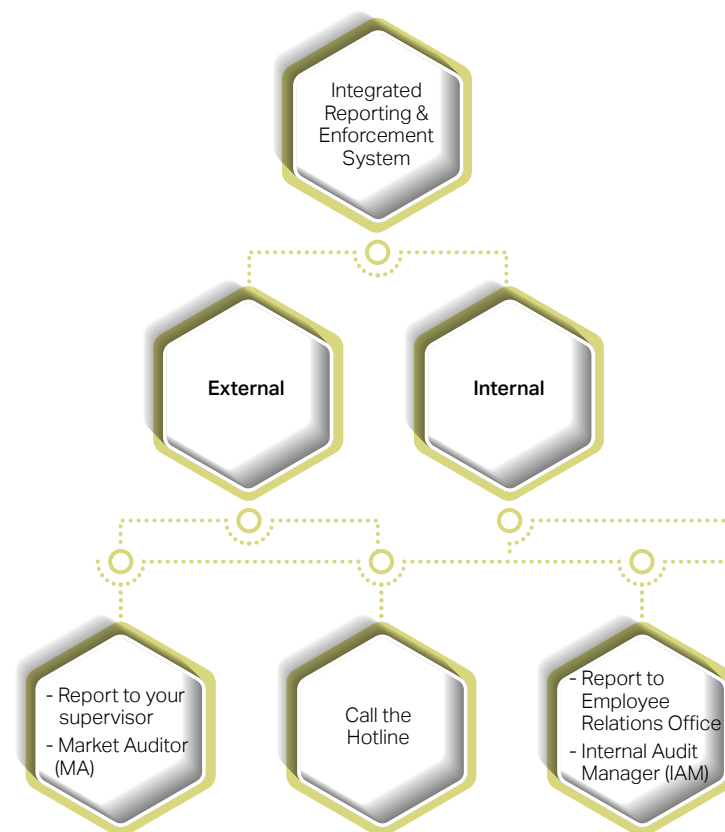 Integrated
Reporting &
Enforcement
System
External
Internal
- Report to your
supervisor
- Market Auditor
(MA)
Call the
Hotline
- Report to
Employee
Relations Office
- Internal Audit
Manager (IAM)